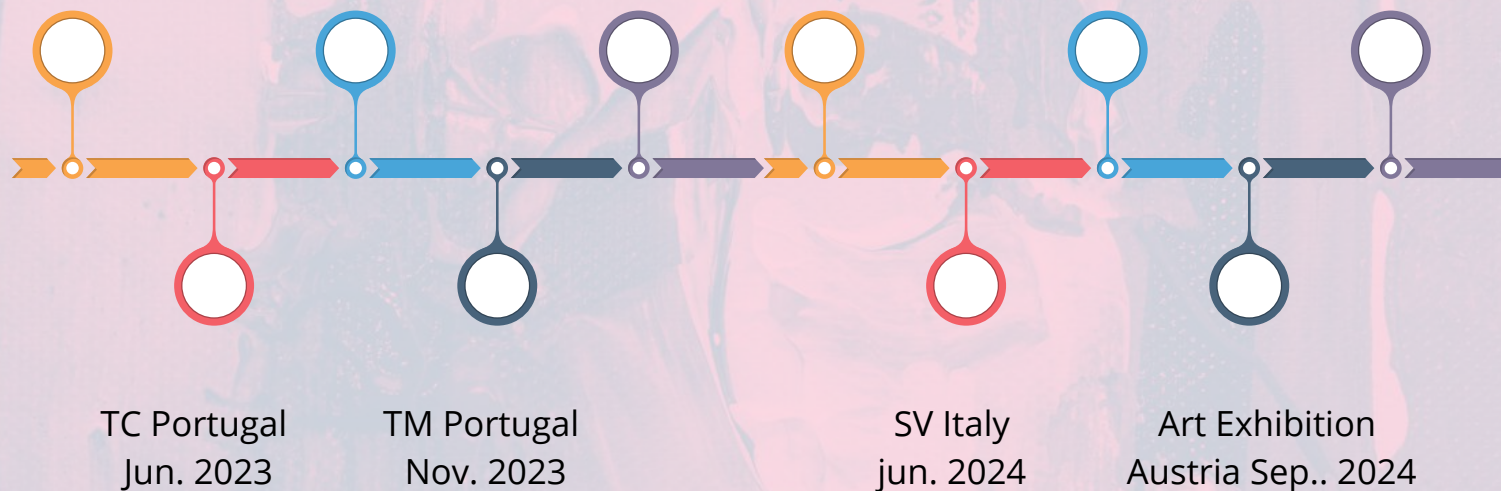 TC Portugal
Jun. 2023
TM Portugal
Nov. 2023
SV Italy
jun. 2024
Art Exhibition
Austria Sep.. 2024